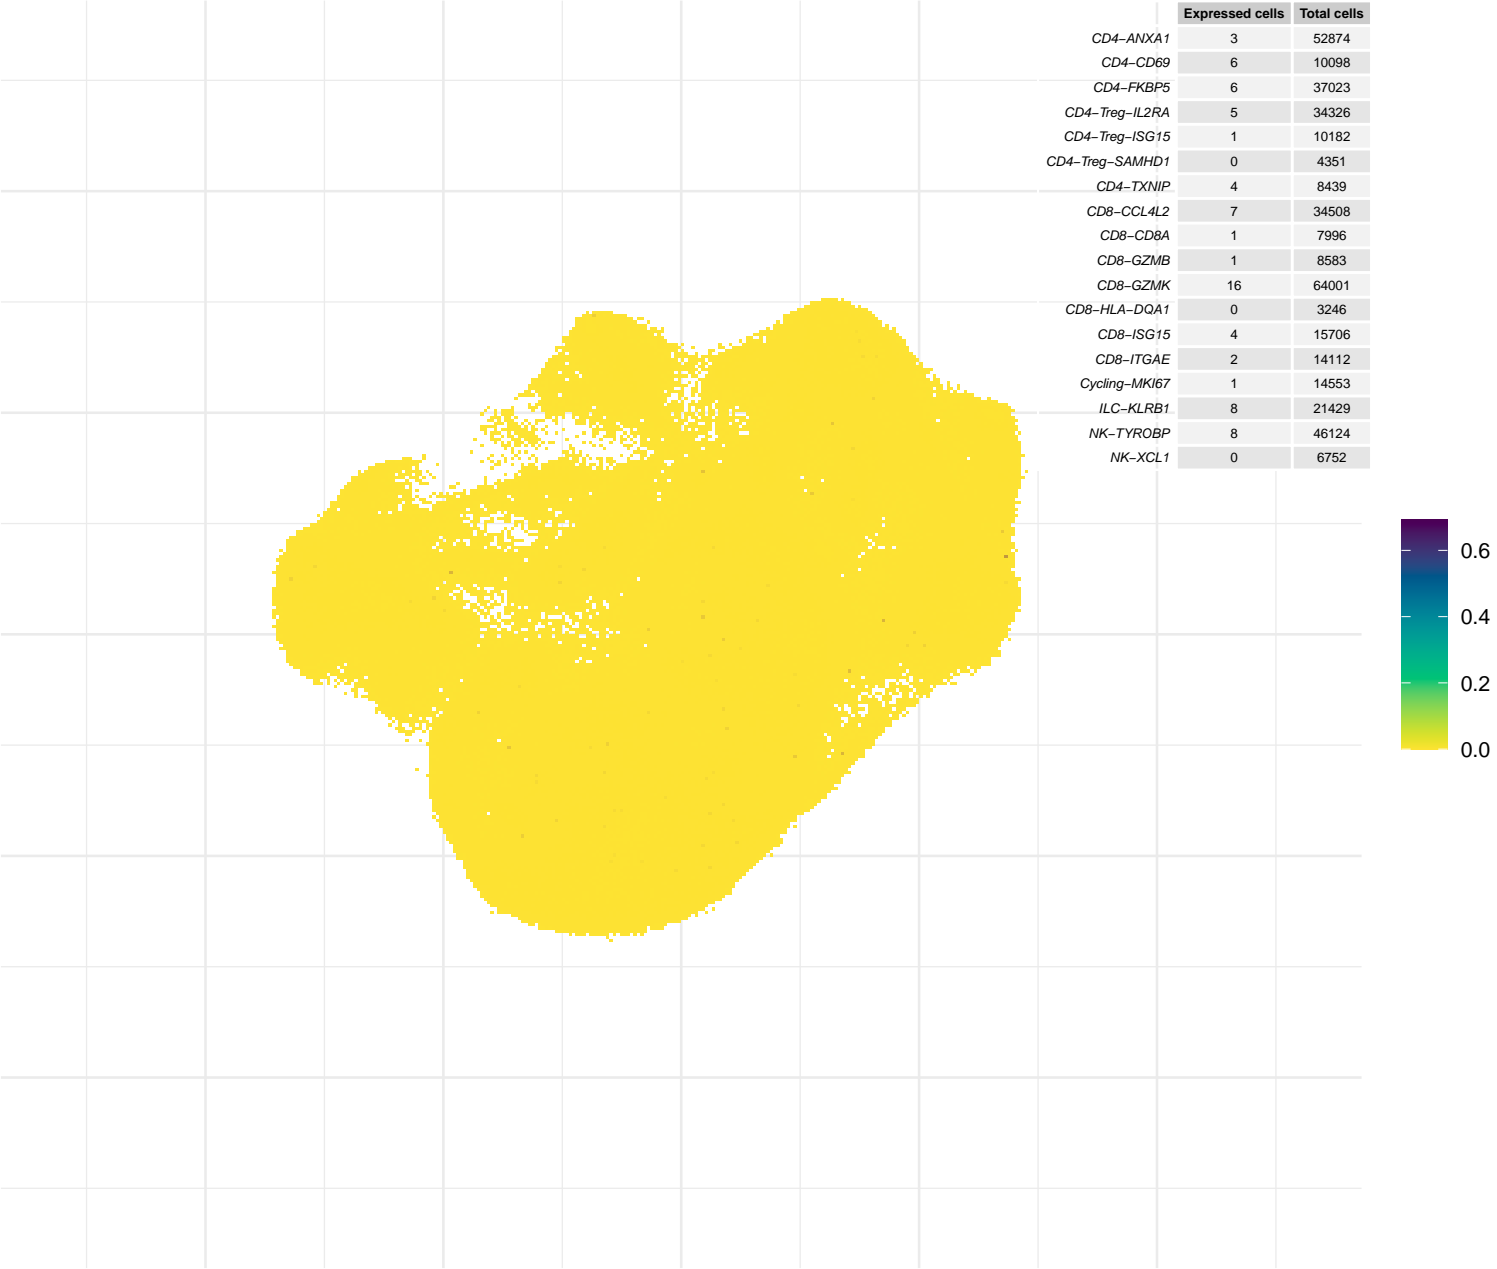 Expressed cells Total cells
CD4−ANXA1 3 52874
CD4−CD69 6 10098
CD4−FKBP5 6 37023
CD4−Treg−IL2RA 5 34326
CD4−Treg−ISG15 1 10182
CD4−Treg−SAMHD1 0 4351
CD4−TXNIP 4 8439
CD8−CCL4L2 7 34508
CD8−CD8A 1 7996
CD8−GZMB 1 8583
CD8−GZMK 16 64001
CD8−HLA−DQA1 0 3246
CD8−ISG15 4 15706
CD8−ITGAE 2 14112
Cycling−MKI67 1 14553
ILC−KLRB1 8 21429
NK−TYROBP 8 46124
NK−XCL1 0 6752
0.6
0.4
0.2
0.0